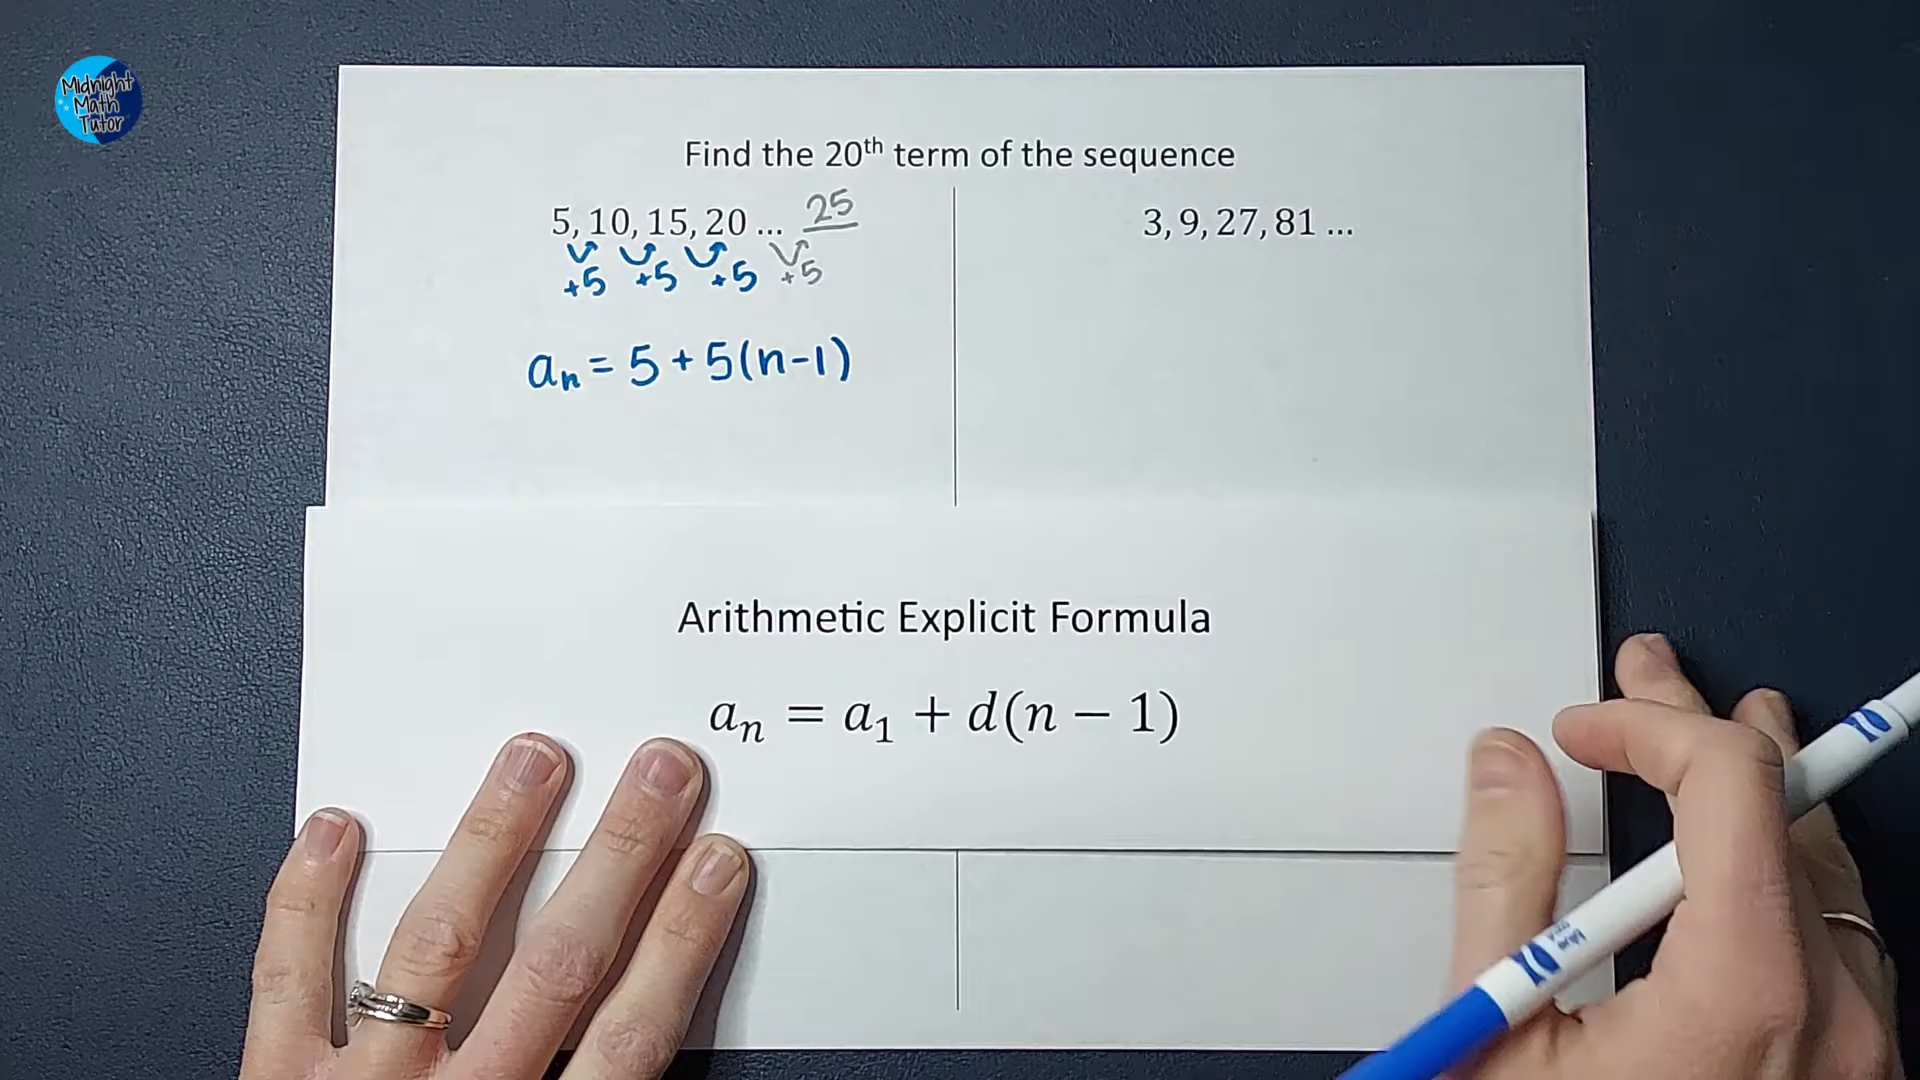 Midnight
Math
Tutor
Find the 20th term of the sequence
5, 10, 15, 20 ... 25
+5 +5 +5 +5
aₙ = 5 + 5(n-1)
3, 9, 27, 81 ...
Arithmetic Explicit Formula
aₙ = a₁ + d(n − 1)